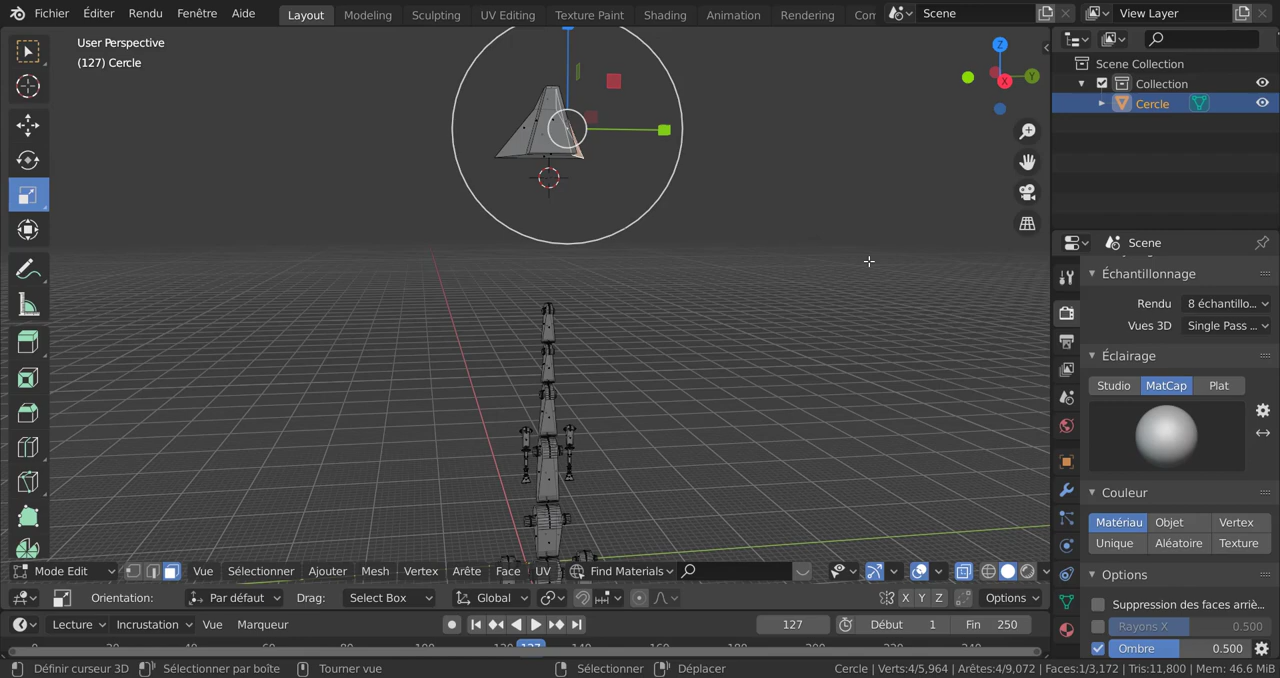 Fichier Éditer Rendu Fenêtre Aide Layout Modeling Sculpting UV Editing Texture Paint Shading Animation Rendering Com Scene View Layer
User Perspective
(127) Cercle
Z
Y
X
Scene Collection
Collection
Cercle
Scene
Échantillonnage
Rendu 8 échantillo...
Vues 3D Single Pass ...
Éclairage
Studio MatCap Plat
Couleur
Matériau Objet Vertex
Unique Aléatoire Texture
Options
Suppression des faces arriè...
Rayons X 0.500
Ombre 0.500
Mode Edit Vue Sélectionner Ajouter Mesh Vertex Arête Face UV Find Materials
Orientation: Par défaut Drag: Select Box Global X Y Z Options
Lecture Incrustation Vue Marqueur 127 Début 1 Fin 250
127
Définir curseur 3D Sélectionner par boîte Tourner vue Sélectionner Déplacer Cercle | Verts:4/5,964 | Arêtes:4/9,072 | Faces:1/3,172 | Tris:11,800 | Mem: 46.6 MiB